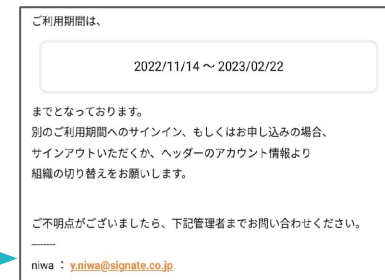 ご利用期間は、
2022/11/14 ～ 2023/02/22
までとなっております。
別のご利用期間へのサインイン、もしくはお申し込みの場合、
サインアウトいただくか、ヘッダーのアカウント情報より
組織の切り替えをお願いします。
ご不明点がございましたら、下記管理者までお問い合わせください。
--------
niwa ： y.niwa@signate.co.jp